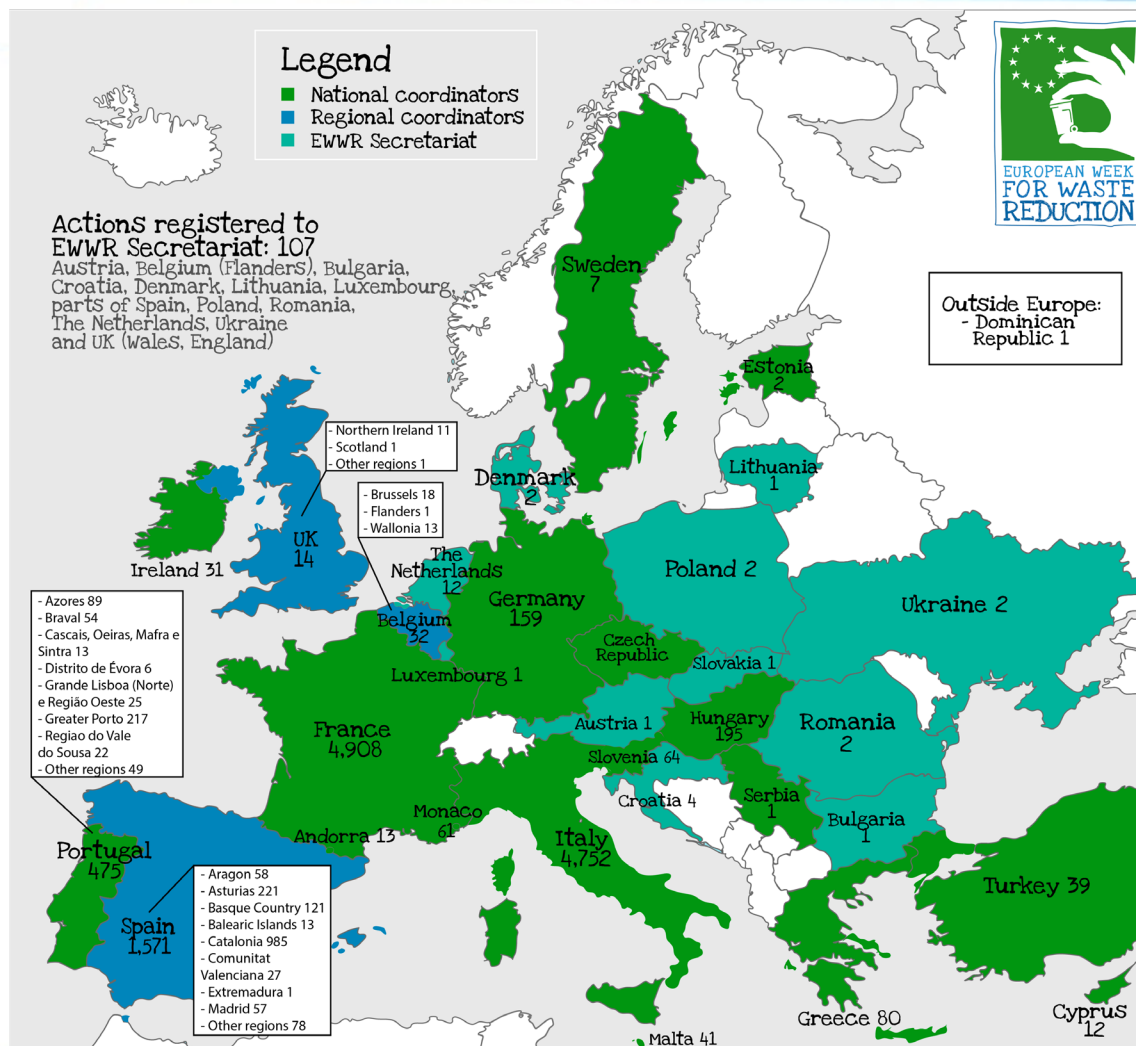 Legend
National coordinators
Regional coordinators
EWWR Secretariat
EUROPEAN WEEK
FOR WASTE
REDUCTION
Actions registered to
EWWR Secretariat: 107
Austria, Belgium (Flanders), Bulgaria,
Croatia, Denmark, Lithuania, Luxembourg,
parts of Spain, Poland, Romania,
The Netherlands, Ukraine
and UK (Wales, England)
Outside Europe:
- Dominican
Republic 1
Sweden
7
Estonia
2
Lithuania
1
Denmark
2
- Northern Ireland 11
- Scotland 1
- Other regions 1
- Brussels 18
- Flanders 1
- Wallonia 13
UK
14
Ireland 31
The
Netherlands
12
Belgium
32
Luxembourg 1
Germany
159
Poland 2
Ukraine 2
Czech
Republic
Slovakia 1
Austria 1
Hungary
195
Romania
2
Slovenia 64
Croatia 4
Serbia
1
Bulgaria
1
France
4,908
Monaco
61
Andorra 13
Italy
4,752
- Azores 89
- Braval 54
- Cascais, Oeiras, Mafra e
Sintra 13
- Distrito de Évora 6
- Grande Lisboa (Norte)
e Região Oeste 25
- Greater Porto 217
- Regiao do Vale
do Sousa 22
- Other regions 49
Portugal
475
Spain
1,571
- Aragon 58
- Asturias 221
- Basque Country 121
- Balearic Islands 13
- Catalonia 985
- Comunitat
Valenciana 27
- Extremadura 1
- Madrid 57
- Other regions 78
Turkey 39
Greece 80
Cyprus
12
Malta 41